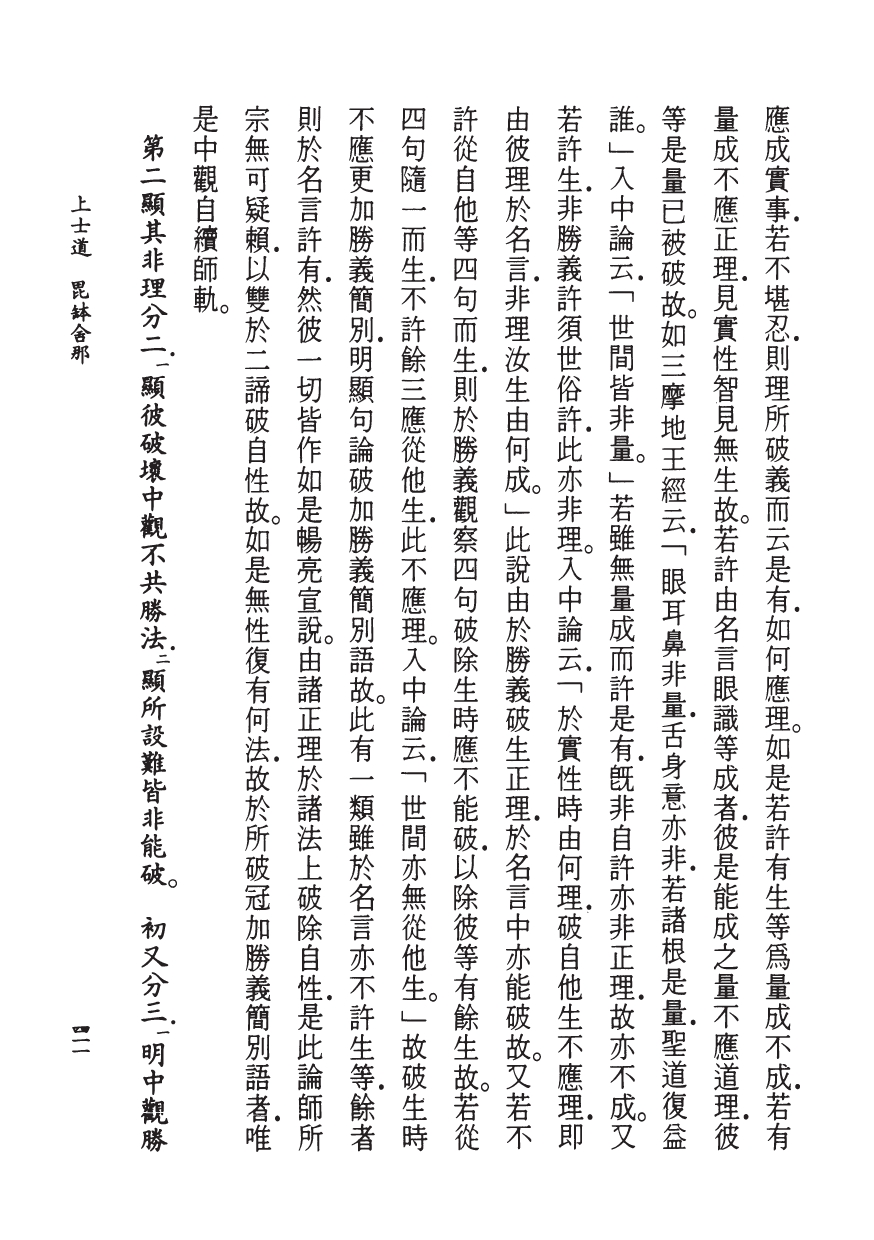 應成實事．若不堪忍．則理所破義而云是有．如何應理。如是若許有生等爲量成不成．若有
量成不應正理．見實性智見無生故。若許由名言眼識等成者．彼是能成之量不應道理．彼
等是量已被破故。如三摩地王經云．「眼耳鼻非量．舌身意亦非．若諸根是量．聖道復益
誰。」入中論云．「世間皆非量。」若雖無量成而許是有．旣非自許亦非正理．故亦不成。又
若許生．非勝義許須世俗許．此亦非理。入中論云．「於實性時由何理．破自他生不應理．即
由彼理於名言．非理汝生由何成。」此說由於勝義破生正理．於名言中亦能破故。又若不
許從自他等四句而生．則於勝義觀察四句破除生時應不能破．以除彼等有餘生故。若從
四句隨一而生．不許餘三應從他生．此不應理。入中論云．「世間亦無從他生。」故破生時
不應更加勝義簡別．明顯句論破加勝義簡別語故。此有一類雖於名言亦不許生等．餘者
則於名言許有．然彼一切皆作如是暢亮宣說。由諸正理於諸法上破除自性．是此論師所
宗無可疑賴．以雙於二諦破自性故。如是無性復有何法．故於所破冠加勝義簡別語者．唯
是中觀自續師軌。
第二顯其非理分二．一顯彼破壞中觀不共勝法．二顯所設難皆非能破。　初又分三．一明中觀勝
上士道　毘鉢舍那
四一一